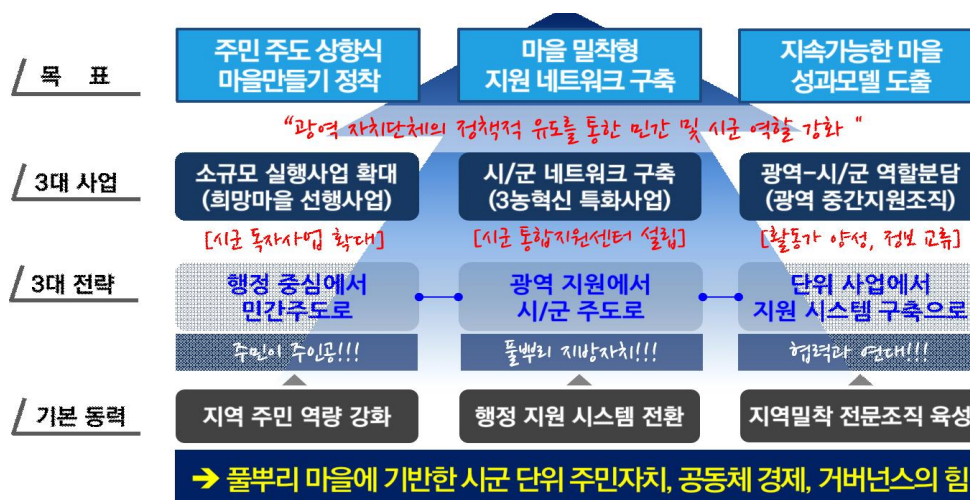 목 표
주민 주도 상향식
마을만들기 정착
마을 밀착형
지원 네트워크 구축
지속가능한 마을
성과모델 도출
“광역 자치단체의 정책적 유도를 통한 민간 및 시군 역할 강화 "
3대 사업
소규모 실행사업 확대
(희망마을 선행사업)
시/군 네트워크 구축
(3농혁신 특화사업)
광역-시/군 역할분담
(광역 중간지원조직)
[시군 독자사업 확대]
[시군 통합지원센터 설립]
[활동가 양성, 정보 교류]
3대 전략
행정 중심에서
민간주도로
광역 지원에서
시/군 주도로
단위 사업에서
지원 시스템 구축으로
주민이 주인공!!!
풀뿌리 지방자치!!!
협력과 연대!!!
기본 동력
지역 주민 역량 강화
행정 지원 시스템 전환
지역밀착 전문조직 육성
➔ 풀뿌리 마을에 기반한 시군 단위 주민자치, 공동체 경제, 거버넌스의 힘